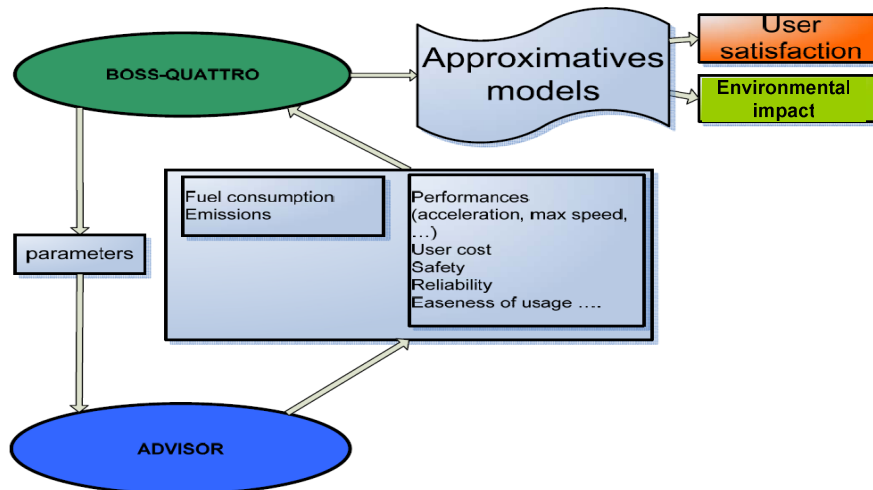 BOSS-QUATTRO
Approximatives
models
User
satisfaction
Environmental
impact
Fuel consumption
Emissions
Performances
(acceleration, max speed,
…)
User cost
Safety
Reliability
Easeness of usage ….
parameters
ADVISOR